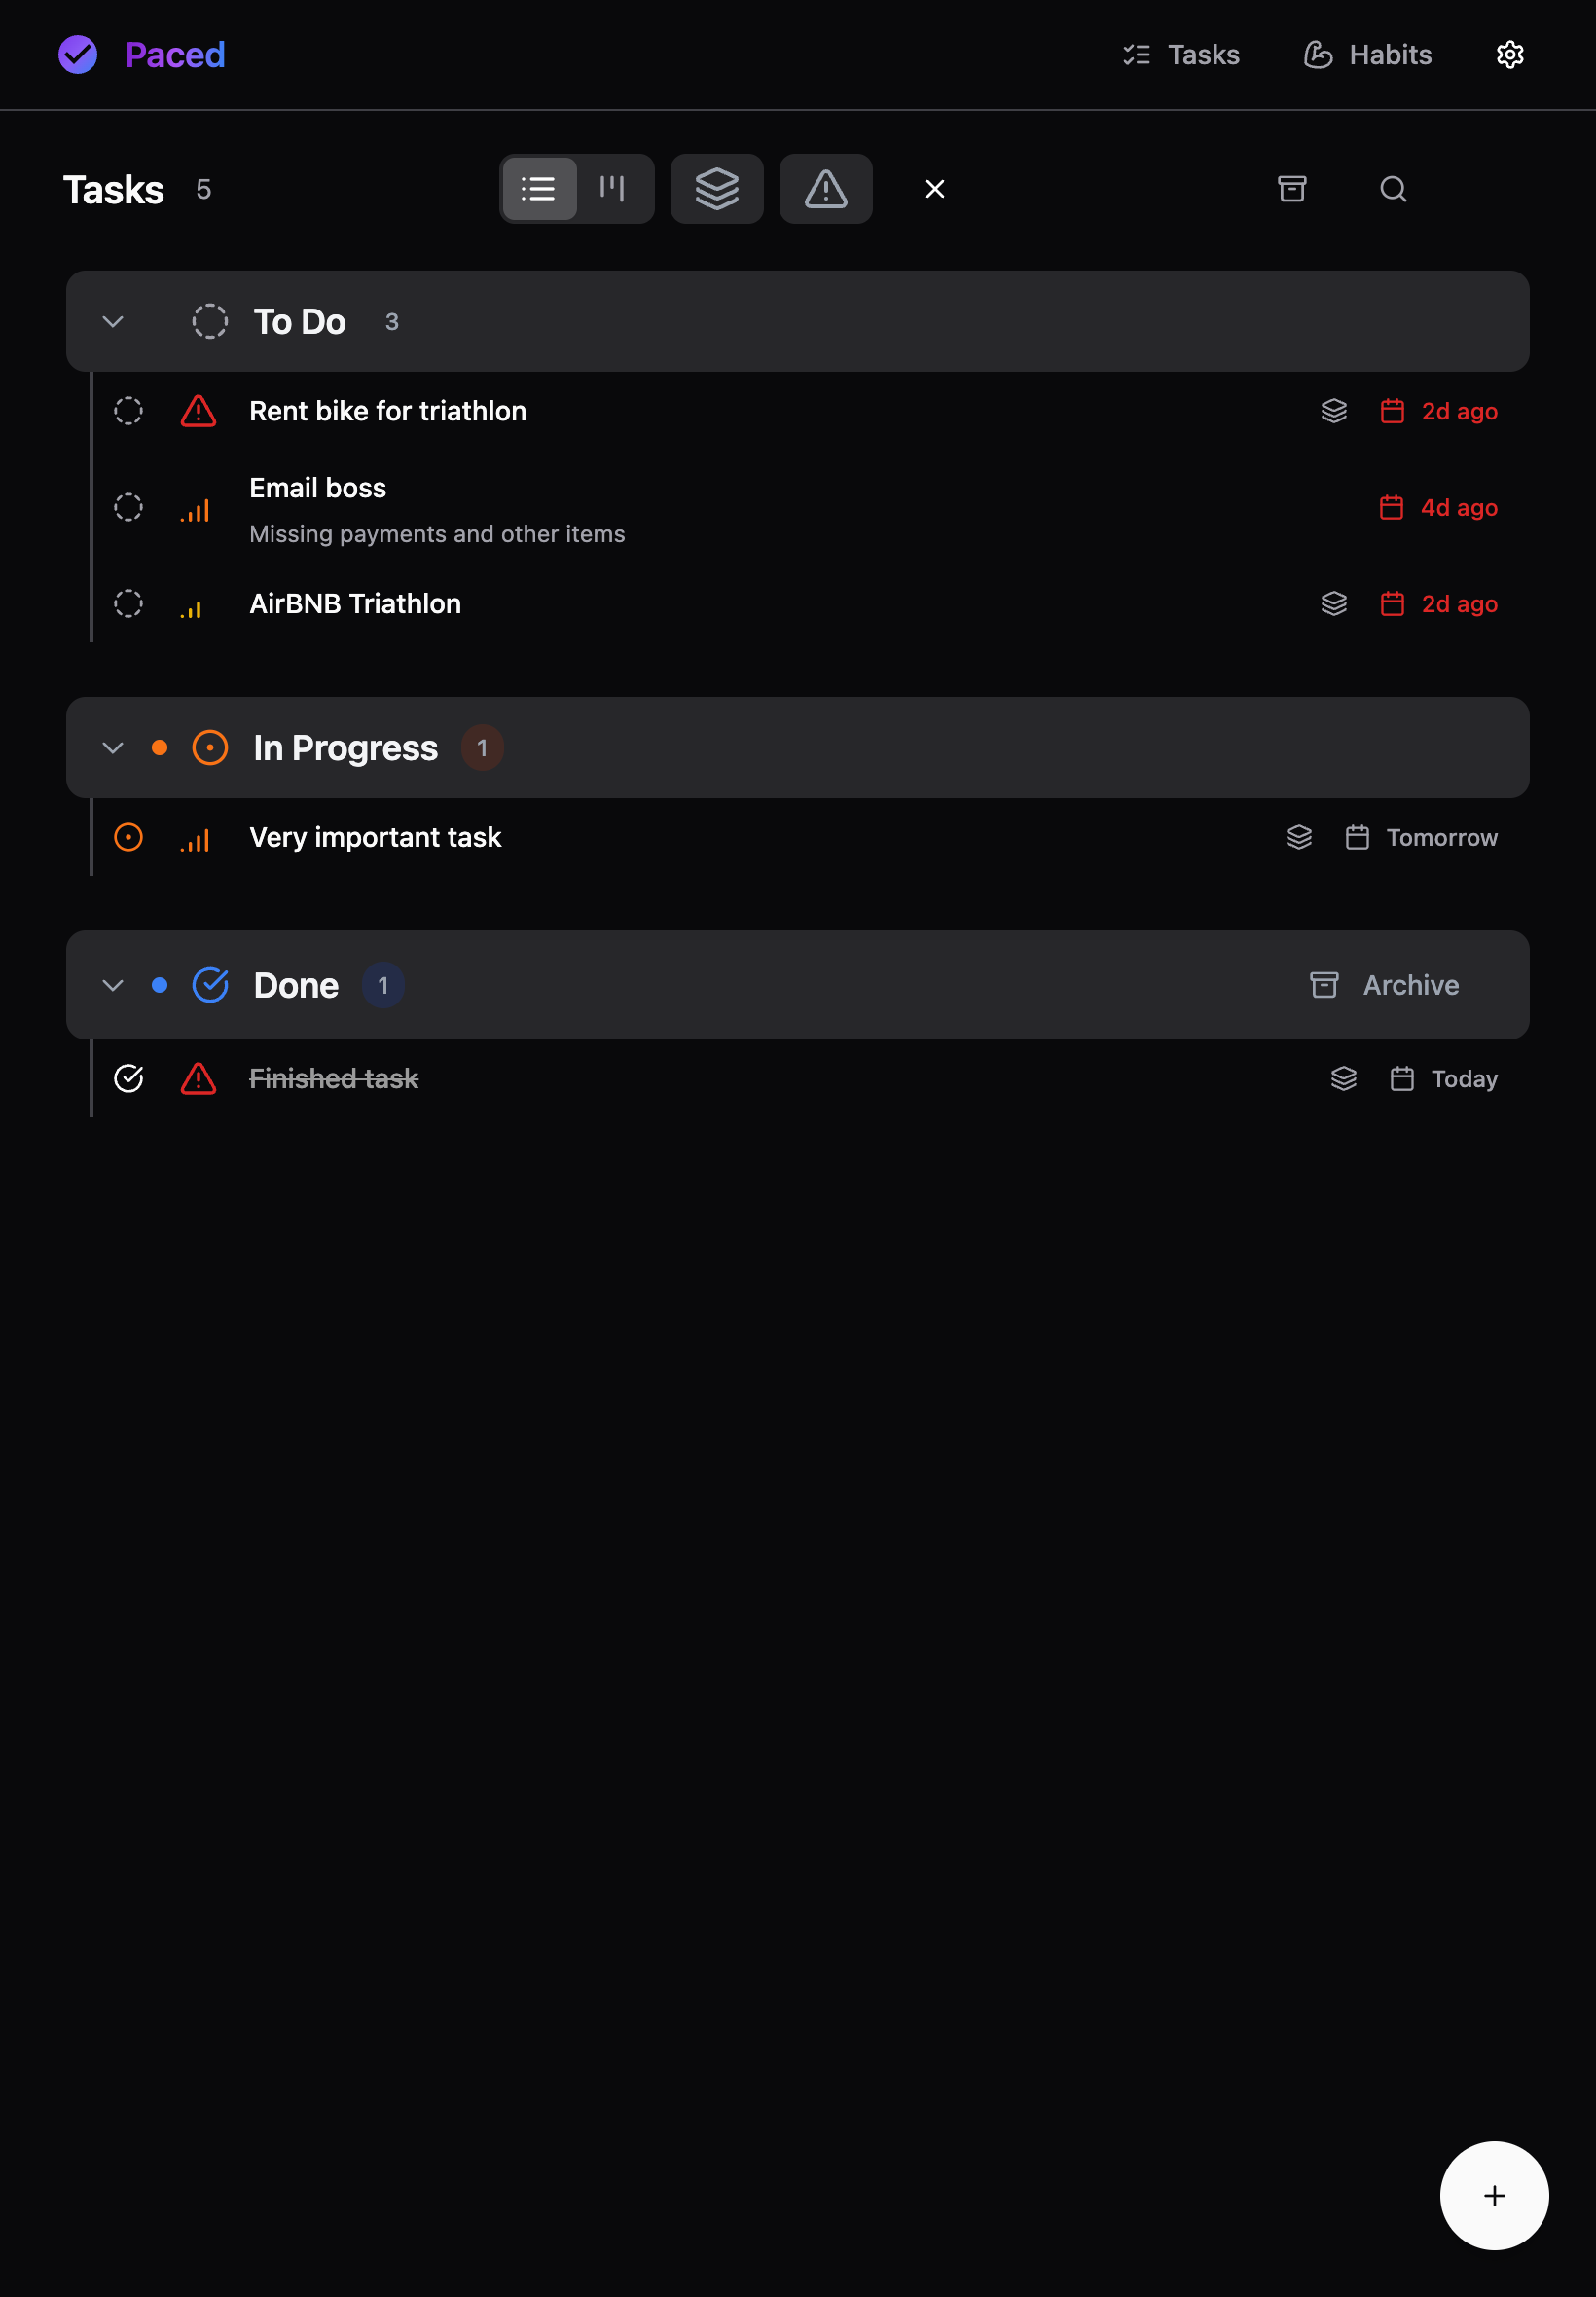 Paced
Tasks
Habits
Tasks 5
To Do 3
Rent bike for triathlon 2d ago
Email boss
Missing payments and other items
4d ago
AirBNB Triathlon 2d ago
In Progress 1
Very important task Tomorrow
Done 1 Archive
Finished task Today